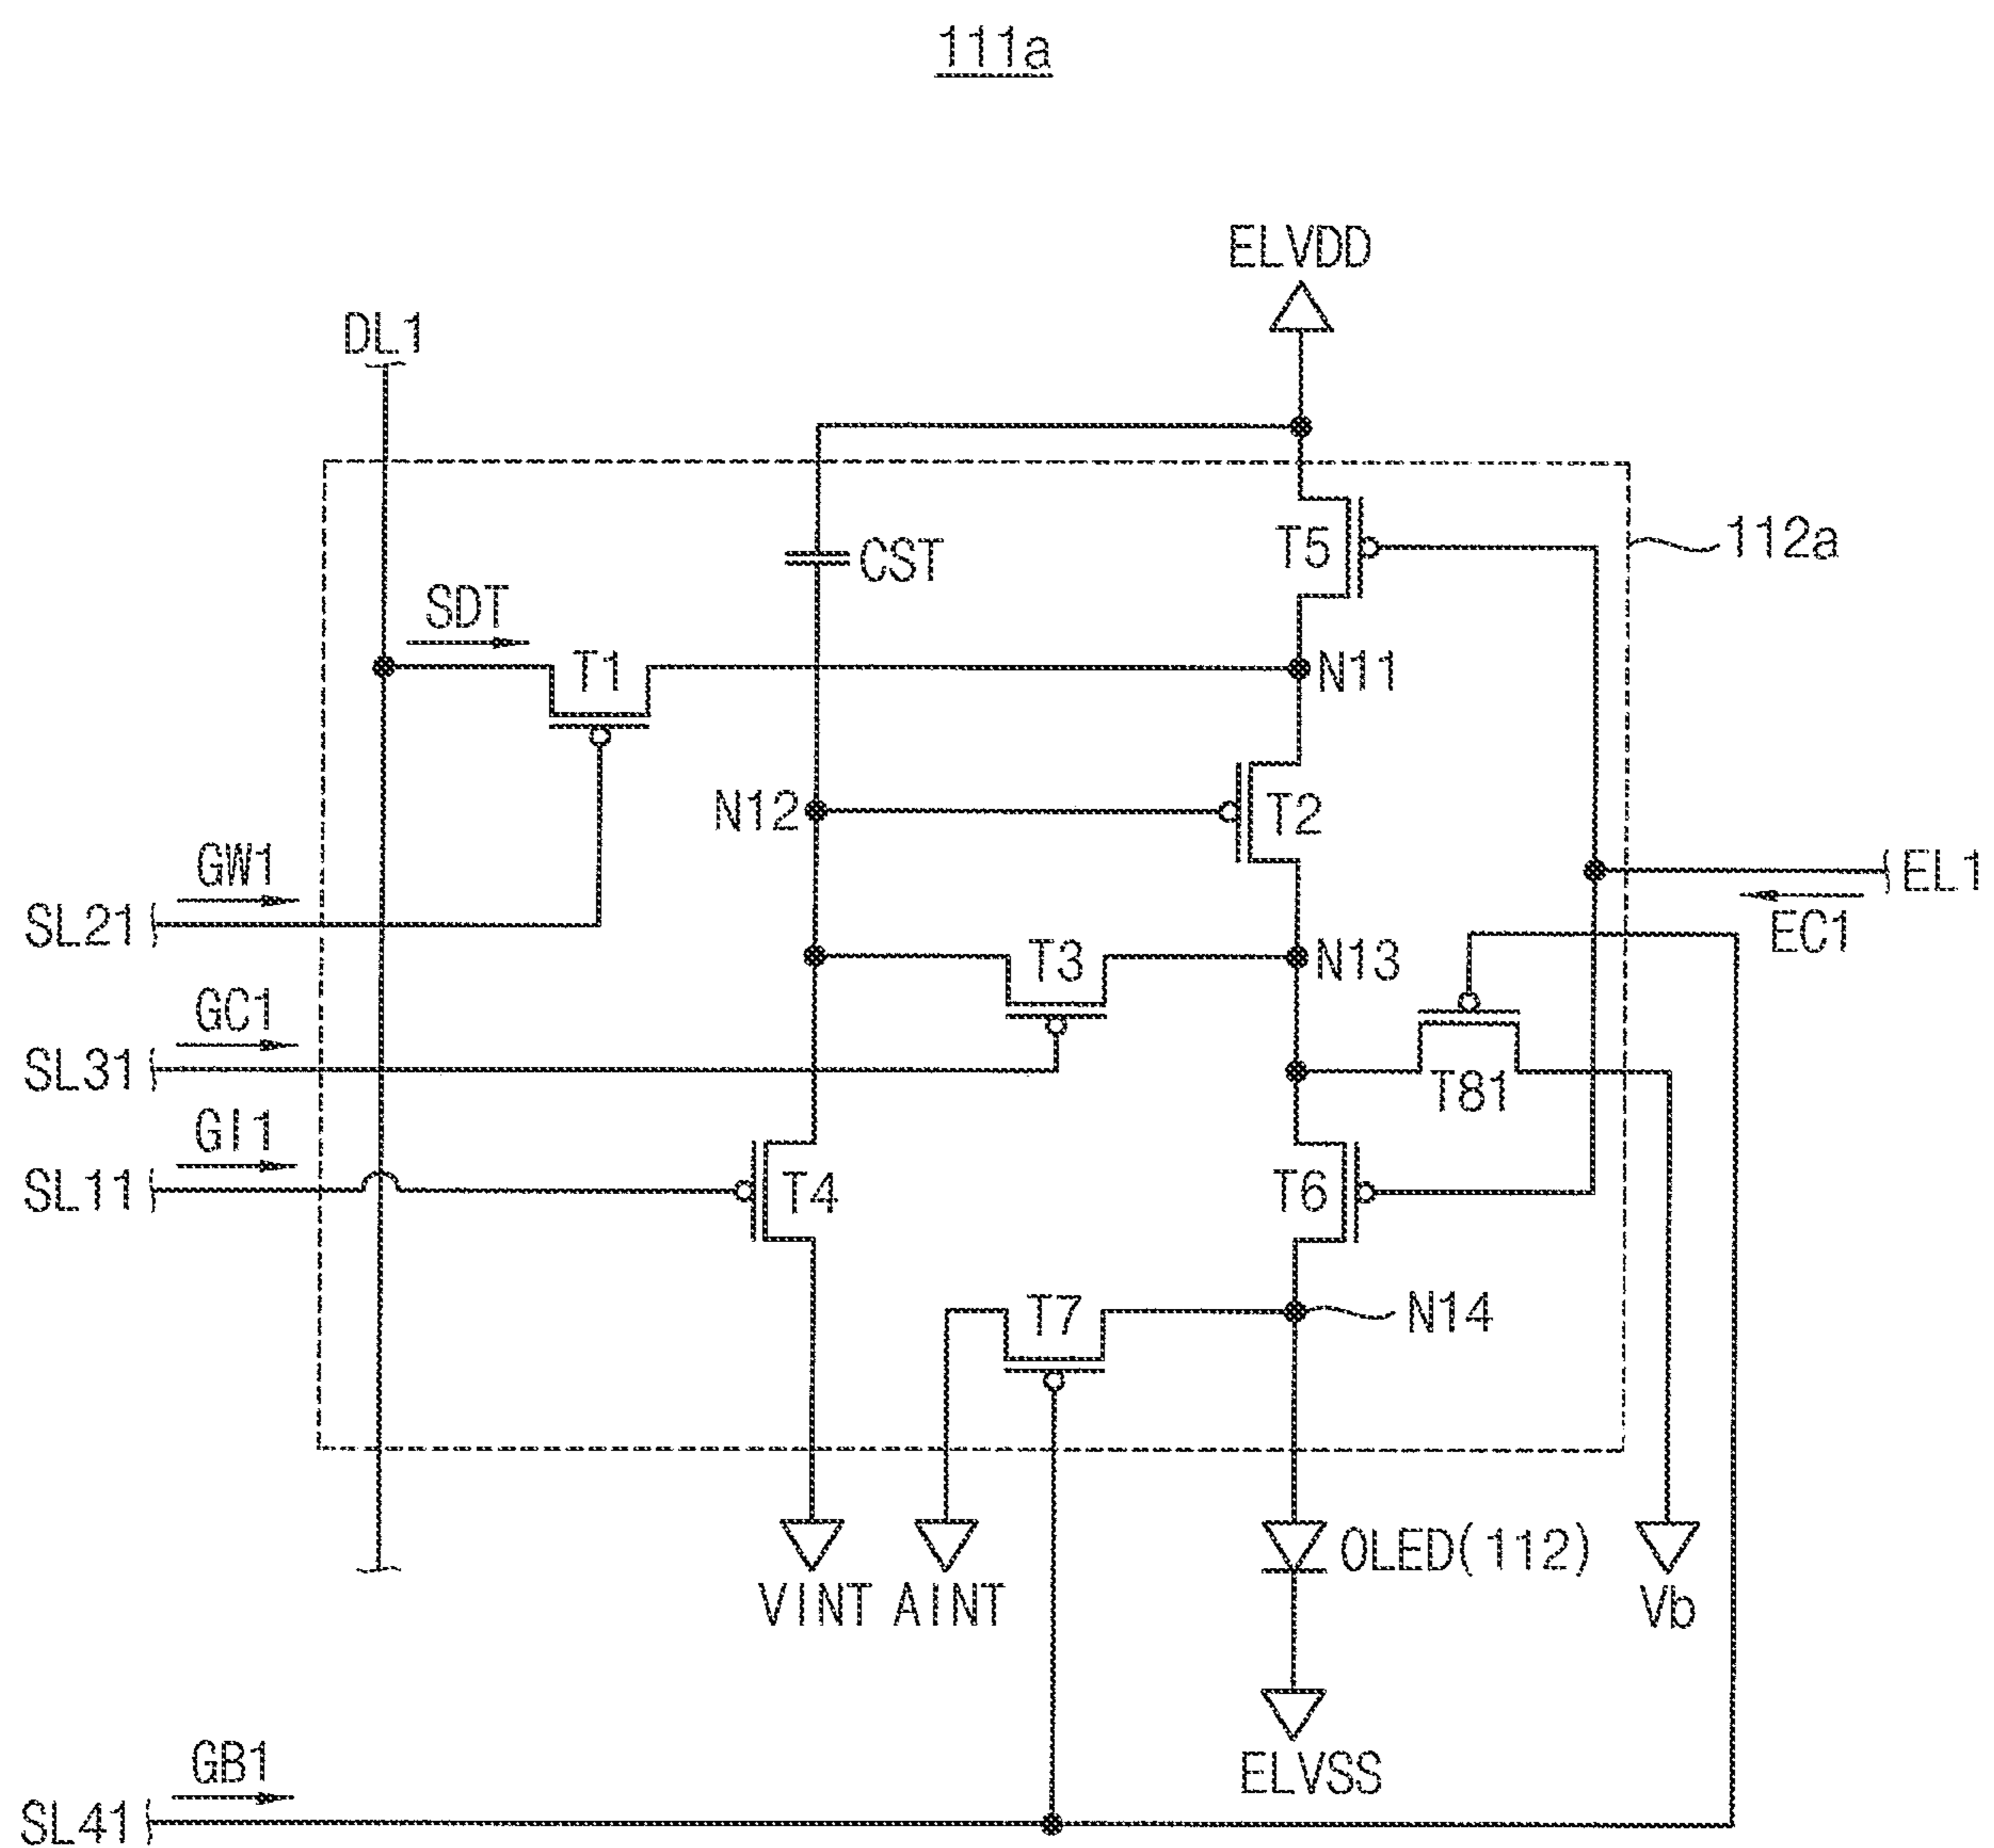 111a
ELVDD
DL1
T5
112a
CST
SDT
T1
N11
N12
T2
GW1
EL1
SL21
EC1
T3
N13
GC1
SL31
T81
GI1
SL11
T4
T6
T7
N14
OLED(112)
VINT
AINT
Vb
GB1
ELVSS
SL41